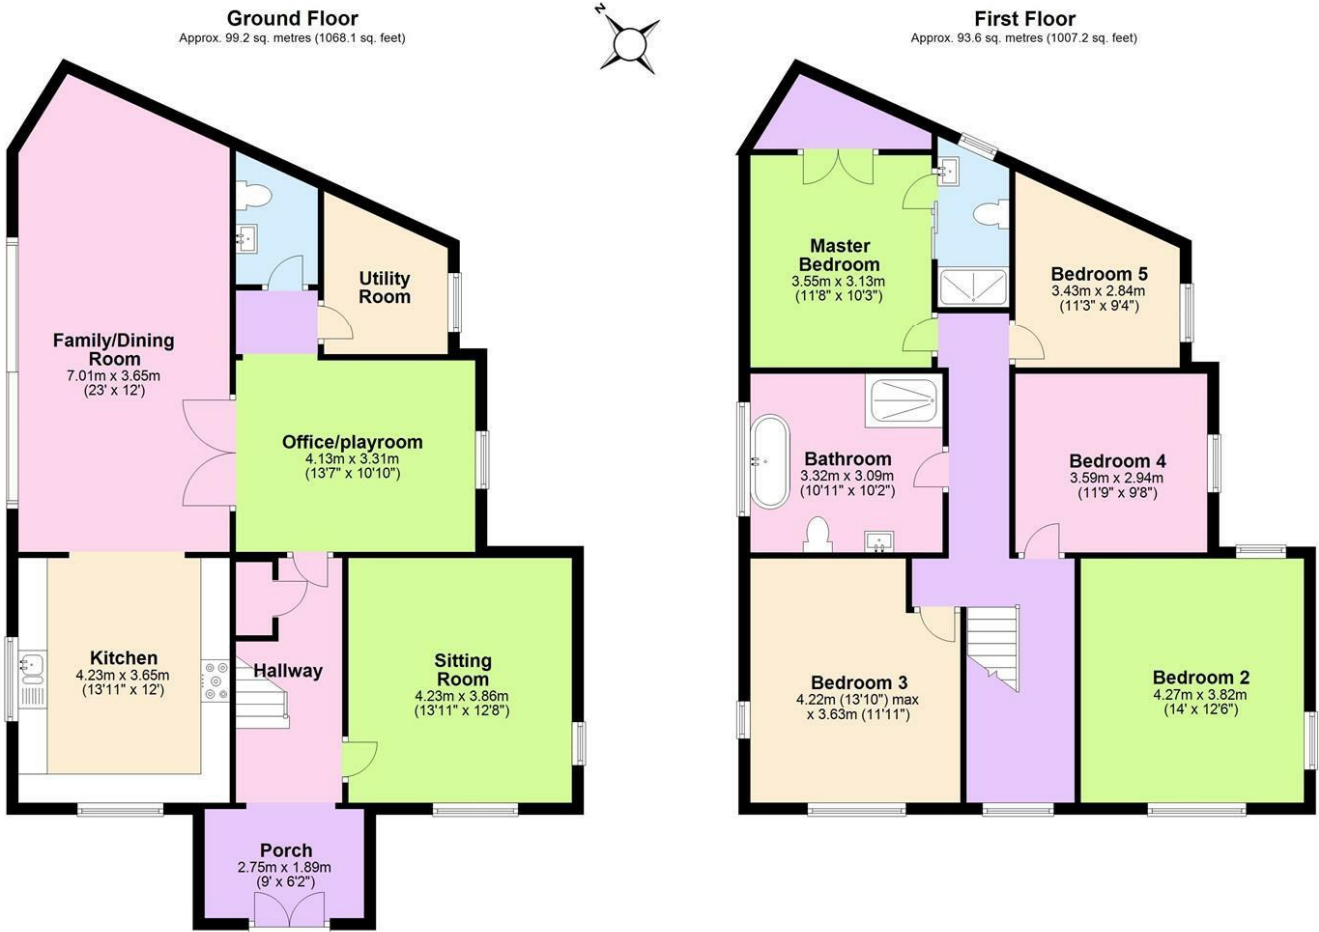 Ground Floor
Approx. 99.2 sq. metres (1068.1 sq. feet)
N
Utility
Room
Family/Dining
Room
7.01m x 3.65m
(23' x 12')
Office/playroom
4.13m x 3.31m
(13'7" x 10'10")
Kitchen
4.23m x 3.65m
(13'11" x 12')
Hallway
Sitting
Room
4.23m x 3.86m
(13'11" x 12'8")
Porch
2.75m x 1.89m
(9' x 6'2")
First Floor
Approx. 93.6 sq. metres (1007.2 sq. feet)
Master
Bedroom
3.55m x 3.13m
(11'8" x 10'3")
Bedroom 5
3.43m x 2.84m
(11'3" x 9'4")
Bathroom
3.32m x 3.09m
(10'11" x 10'2")
Bedroom 4
3.59m x 2.94m
(11'9" x 9'8")
Bedroom 3
4.22m (13'10") max
x 3.63m (11'11")
Bedroom 2
4.27m x 3.82m
(14' x 12'6")